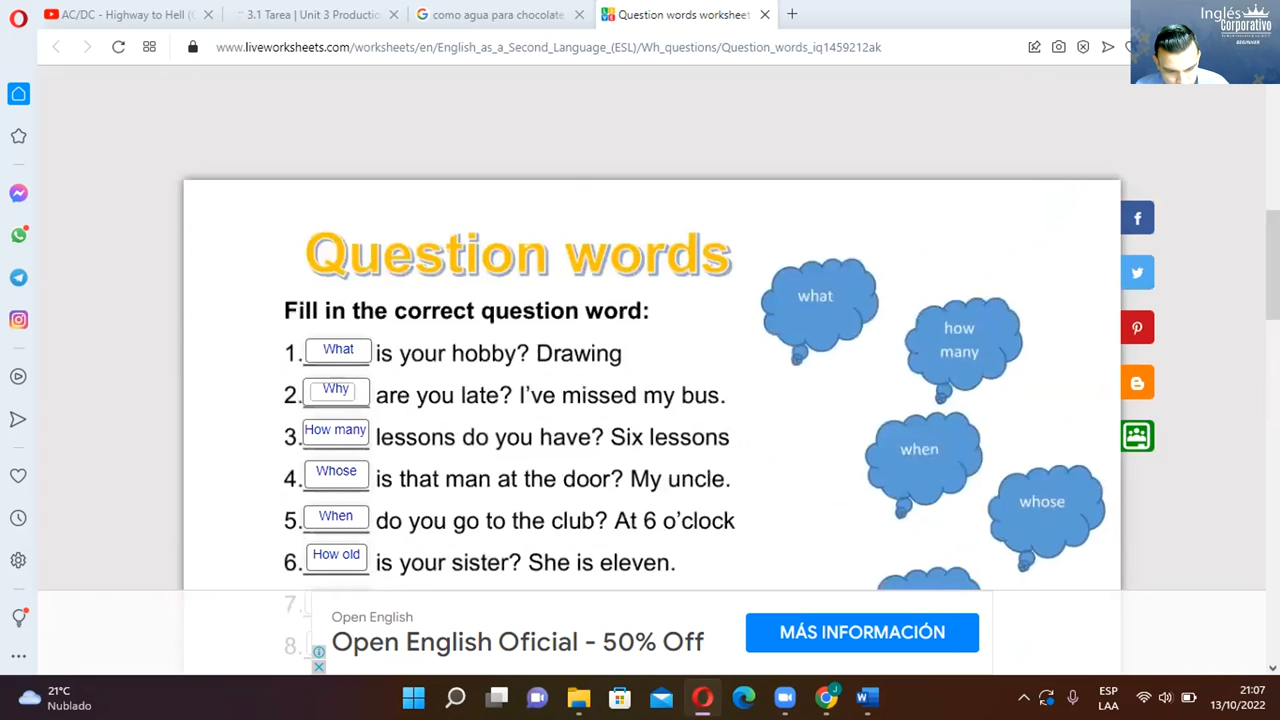 AC/DC - Highway to Hell (
3.1 Tarea | Unit 3 Productio
como agua para chocolate
Question words worksheet
www.liveworksheets.com/worksheets/en/English_as_a_Second_Language_(ESL)/Wh_questions/Question_words_iq1459212ak
Inglés
Corporativo
BEGINNER
Question words
Fill in the correct question word:
1. What is your hobby? Drawing
2. Why are you late? I've missed my bus.
3. How many lessons do you have? Six lessons
4. Whose is that man at the door? My uncle.
5. When do you go to the club? At 6 o'clock
6. How old is your sister? She is eleven.
7.
8.
what
how
many
when
whose
Open English
Open English Oficial - 50% Off
MÁS INFORMACIÓN
21°C
Nublado
ESP
LAA
21:07
13/10/2022